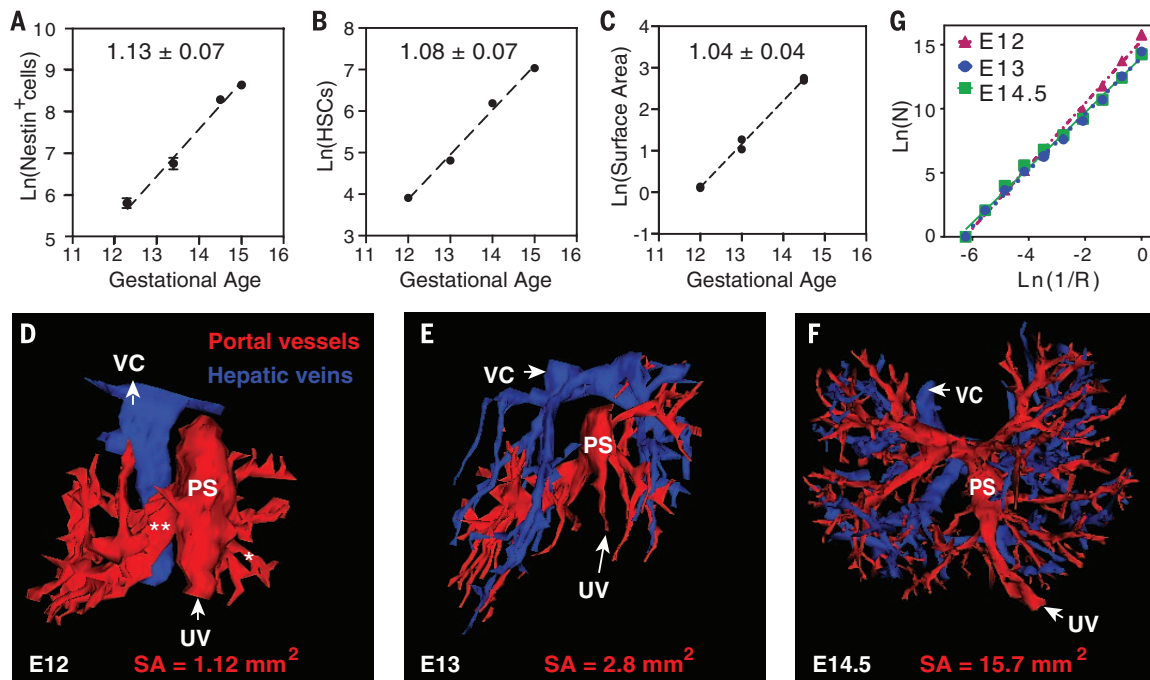 A
1.13 ± 0.07
Ln(Nestin⁺cells)
10
9
8
7
6
5
11 12 13 14 15 16
Gestational Age
B
1.08 ± 0.07
Ln(HSCs)
8
7
6
5
4
3
11 12 13 14 15 16
Gestational Age
C
1.04 ± 0.04
Ln(Surface Area)
4
3
2
1
0
-1
11 12 13 14 15 16
Gestational Age
G
E12
E13
E14.5
Ln(N)
15
10
5
0
-6 -4 -2 0
Ln(1/R)
D
Portal vessels
Hepatic veins
VC
PS
**
*
UV
E12 SA = 1.12 mm²
E
VC
PS
UV
E13 SA = 2.8 mm²
F
VC
PS
UV
E14.5 SA = 15.7 mm²